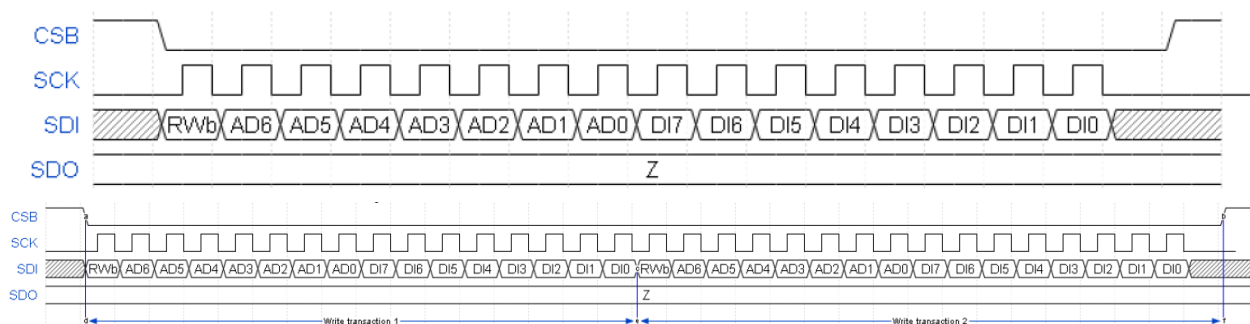 CSB
SCK
SDI RWb AD6 AD5 AD4 AD3 AD2 AD1 AD0 DI7 DI6 DI5 DI4 DI3 DI2 DI1 DI0
SDO Z
CSB a b
SCK
SDI RWb AD6 AD5 AD4 AD3 AD2 AD1 AD0 DI7 DI6 DI5 DI4 DI3 DI2 DI1 DI0 RWb AD6 AD5 AD4 AD3 AD2 AD1 AD0 DI7 DI6 DI5 DI4 DI3 DI2 DI1 DI0
SDO Z
Write transaction 1 Write transaction 2